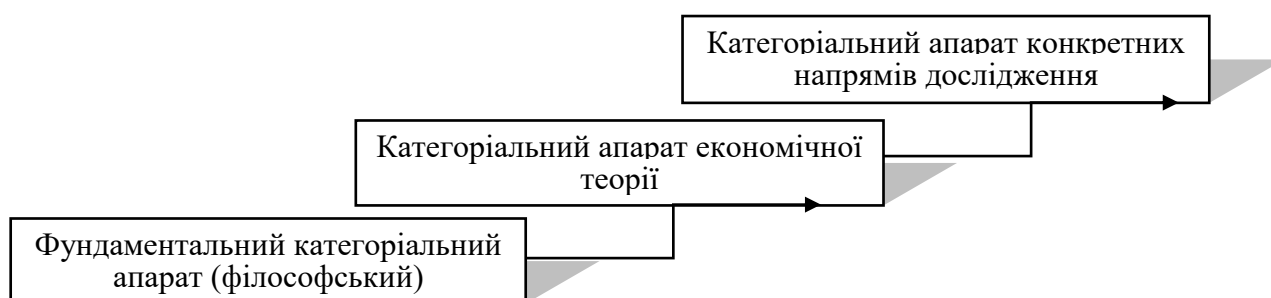 Категоріальний апарат конкретних
напрямів дослідження
Категоріальний апарат економічної
теорії
Фундаментальний категоріальний
апарат (філософський)